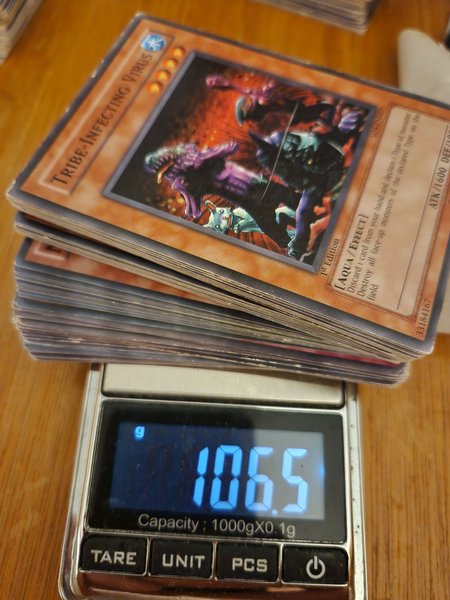 TRIBE-INFECTING VIRUS
1st Edition
[AQUA/EFFECT]
Discard 1 card from your hand and declare 1 Type of monster.
Destroy all face-up monsters of the declared type on the
field.
ATK/1600 DEF/
33184167
g
106.5
Capacity : 1000gX0.1g
TARE
UNIT
PCS